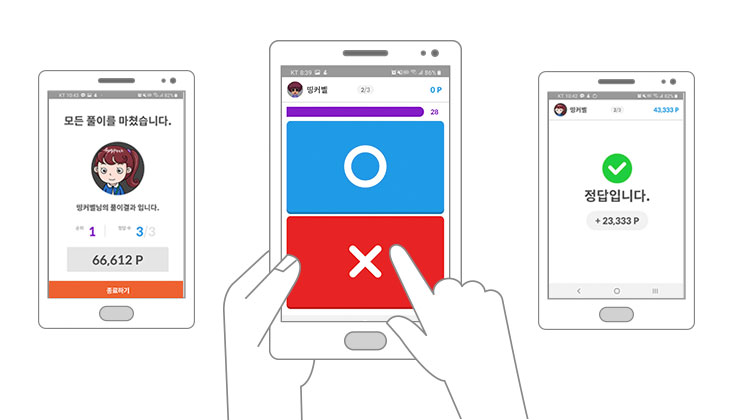 KT 10:43
82%
모든 풀이를 마쳤습니다.
띵커벨님의 풀이결과 입니다.
순위 1
정답 수 3/3
66,612 P
종료하기
KT 8:39
86%
띵커벨
2/3
0 P
28
KT 10:43
82%
띵커벨
2/3
43,333 P
정답입니다.
+ 23,333 P